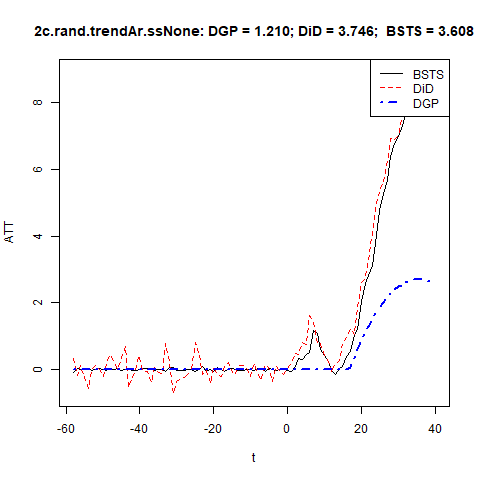 2c.rand.trendAr.ssNone: DGP = 1.210; DiD = 3.746;  BSTS = 3.608
BSTS
DiD
DGP
ATT
8
6
4
2
0
-60 -40 -20 0 20 40
t